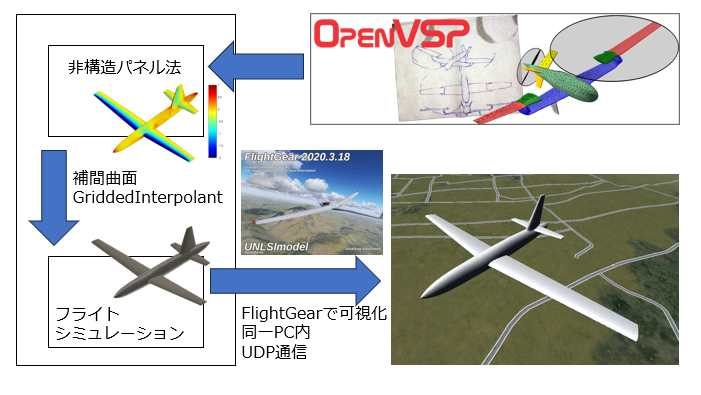 OPENVSP
非構造パネル法
補間曲面
GriddedInterpolant
FlightGear 2020.3.18
UNLSImodel
フライト
シミュレーション
FlightGearで可視化
同一PC内
UDP通信